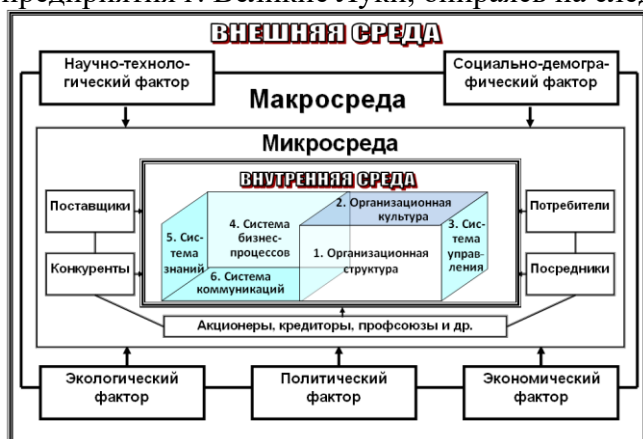 предприятия г. Великие Луки, опираясь на след
ВНЕШНЯЯ СРЕДА
Научно-техноло-
гический фактор
Социально-демогра-
фический фактор
Макросреда
Микросреда
ВНУТРЕННЯЯ СРЕДА
Поставщики
Конкуренты
2. Организационная
культура
4. Система
бизнес-
процессов
5. Сис-
тема
знаний
3. Сис-
тема
управ-
ления
1. Организационная
структура
6. Система
коммуникаций
Потребители
Посредники
Акционеры, кредиторы, профсоюзы и др.
Экологический
фактор
Политический
фактор
Экономический
фактор